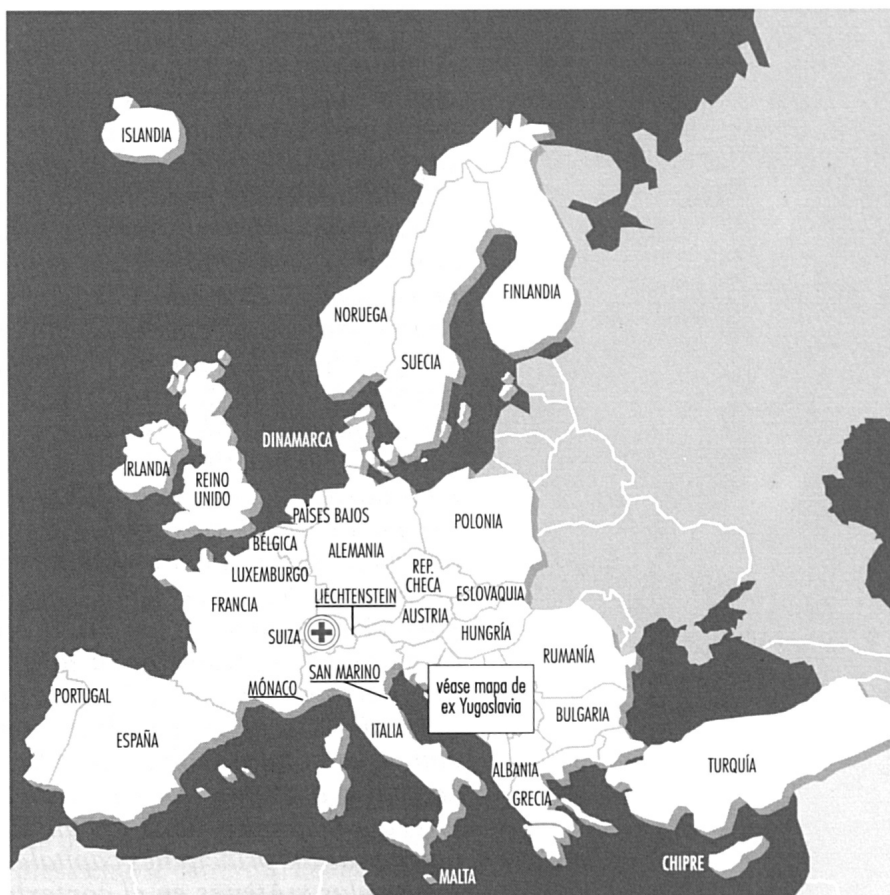 ISLANDIA
NORUEGA
FINLANDIA
SUECIA
DINAMARCA
IRLANDA
REINO
UNIDO
PAÍSES BAJOS
POLONIA
BÉLGICA
ALEMANIA
LUXEMBURGO
REP.
CHECA
FRANCIA
LIECHTENSTEIN
ESLOVAQUIA
AUSTRIA
SUIZA
HUNGRÍA
RUMANÍA
SAN MARINO
MÓNACO
véase mapa de
ex Yugoslavia
PORTUGAL
ESPAÑA
ITALIA
BULGARIA
ALBANIA
GRECIA
TURQUÍA
MALTA
CHIPRE